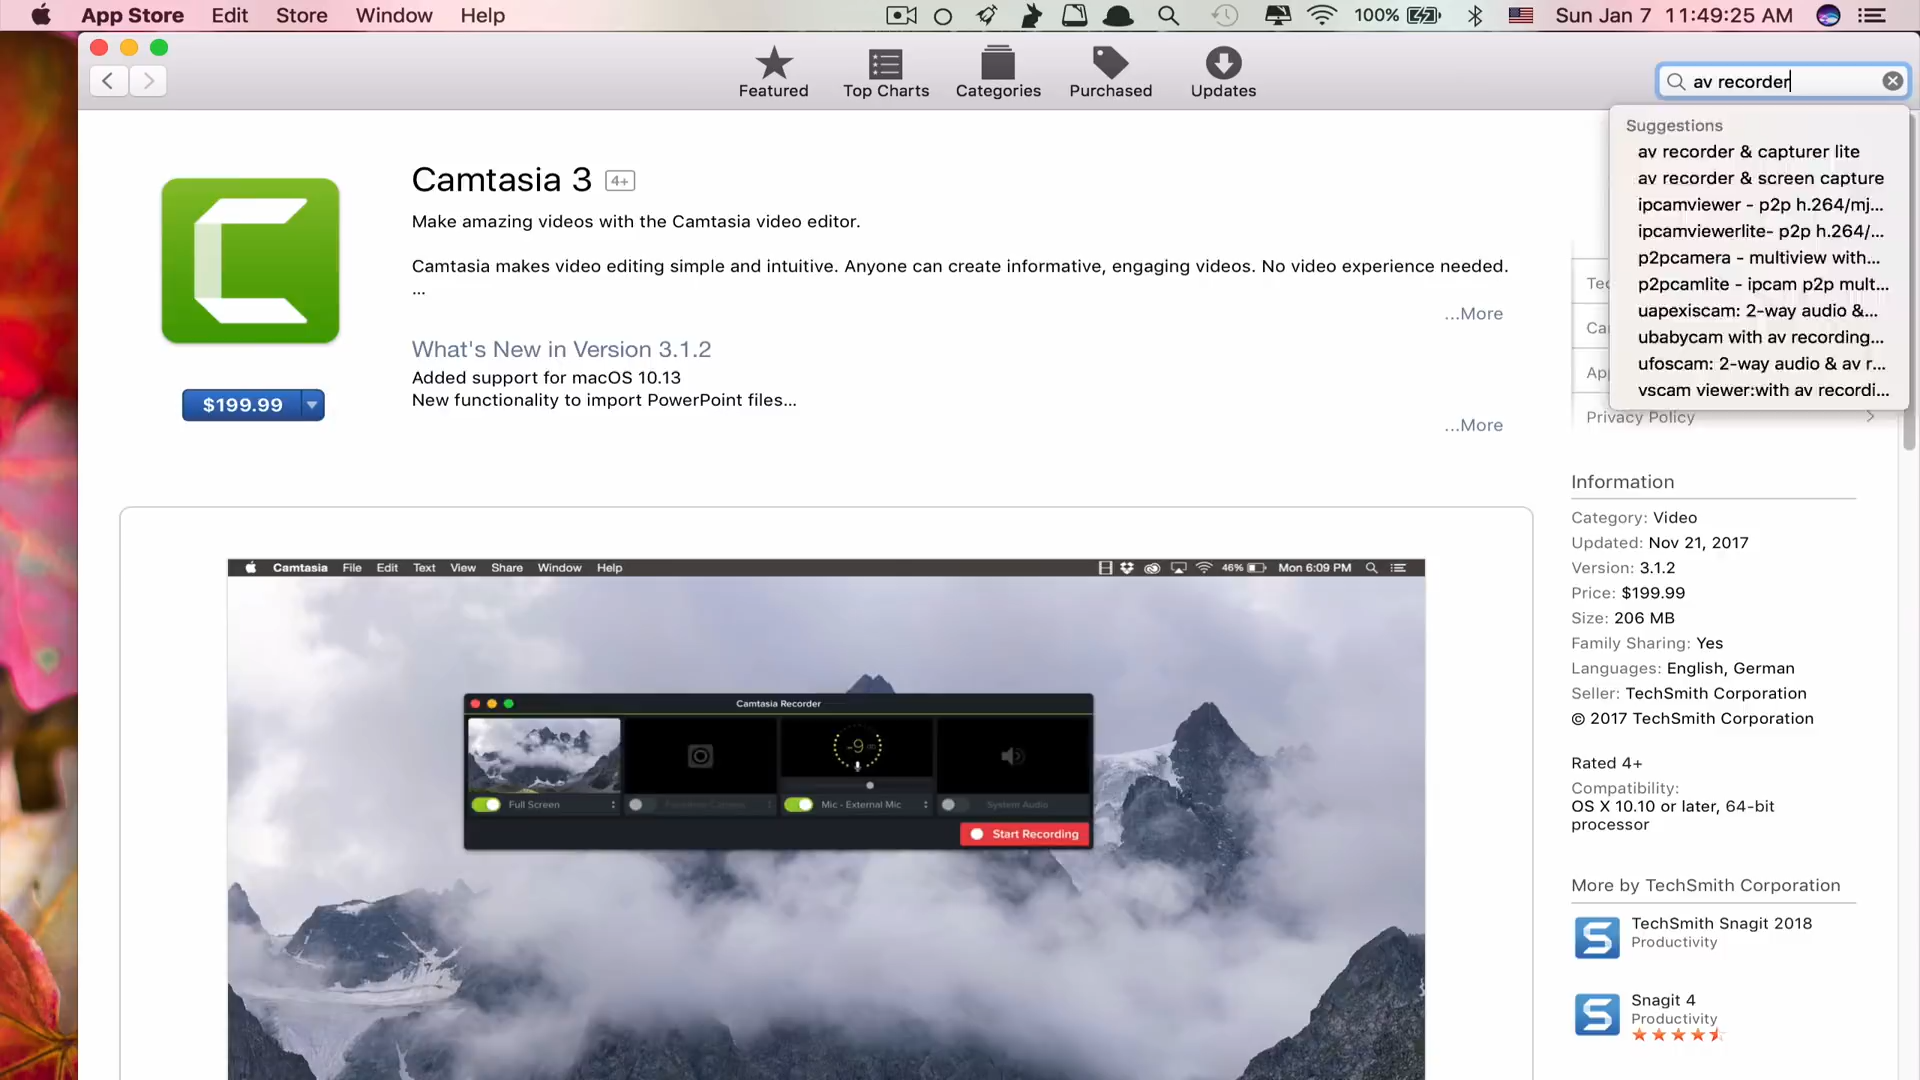 App Store Edit Store Window Help 100% Sun Jan 7 11:49:25 AM
Featured Top Charts Categories Purchased Updates
av recorder
Suggestions
av recorder & capturer lite
av recorder & screen capture
ipcamviewer - p2p h.264/mj...
ipcamviewerlite- p2p h.264/...
p2pcamera - multiview with...
p2pcamlite - ipcam p2p mult...
uapexiscam: 2-way audio &...
ubabycam with av recording...
ufoscam: 2-way audio & av r...
vscam viewer:with av recordi...
Camtasia 3 4+
Make amazing videos with the Camtasia video editor.
Camtasia makes video editing simple and intuitive. Anyone can create informative, engaging videos. No video experience needed.
...
...More
What's New in Version 3.1.2
Added support for macOS 10.13
New functionality to import PowerPoint files...
...More
$199.99
Tec
Ca
Ap
Privacy Policy
Information
Category: Video
Updated: Nov 21, 2017
Version: 3.1.2
Price: $199.99
Size: 206 MB
Family Sharing: Yes
Languages: English, German
Seller: TechSmith Corporation
© 2017 TechSmith Corporation
Rated 4+
Compatibility:
OS X 10.10 or later, 64-bit
processor
More by TechSmith Corporation
TechSmith Snagit 2018
Productivity
Snagit 4
Productivity
Camtasia File Edit Text View Share Window Help 46% Mon 6:09 PM
Camtasia Recorder
-9
Full Screen Mic - External Mic System Audio
Start Recording